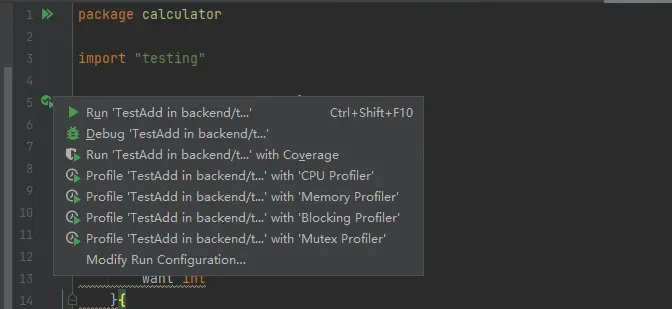 1 package calculator
2
3 import "testing"
4
5
6 Run 'TestAdd in backend/t...' Ctrl+Shift+F10
Debug 'TestAdd in backend/t...'
7
8 Run 'TestAdd in backend/t...' with Coverage
Profile 'TestAdd in backend/t...' with 'CPU Profiler'
9 Profile 'TestAdd in backend/t...' with 'Memory Profiler'
10 Profile 'TestAdd in backend/t...' with 'Blocking Profiler'
11 Profile 'TestAdd in backend/t...' with 'Mutex Profiler'
12 Modify Run Configuration...
13 want int
14 }{